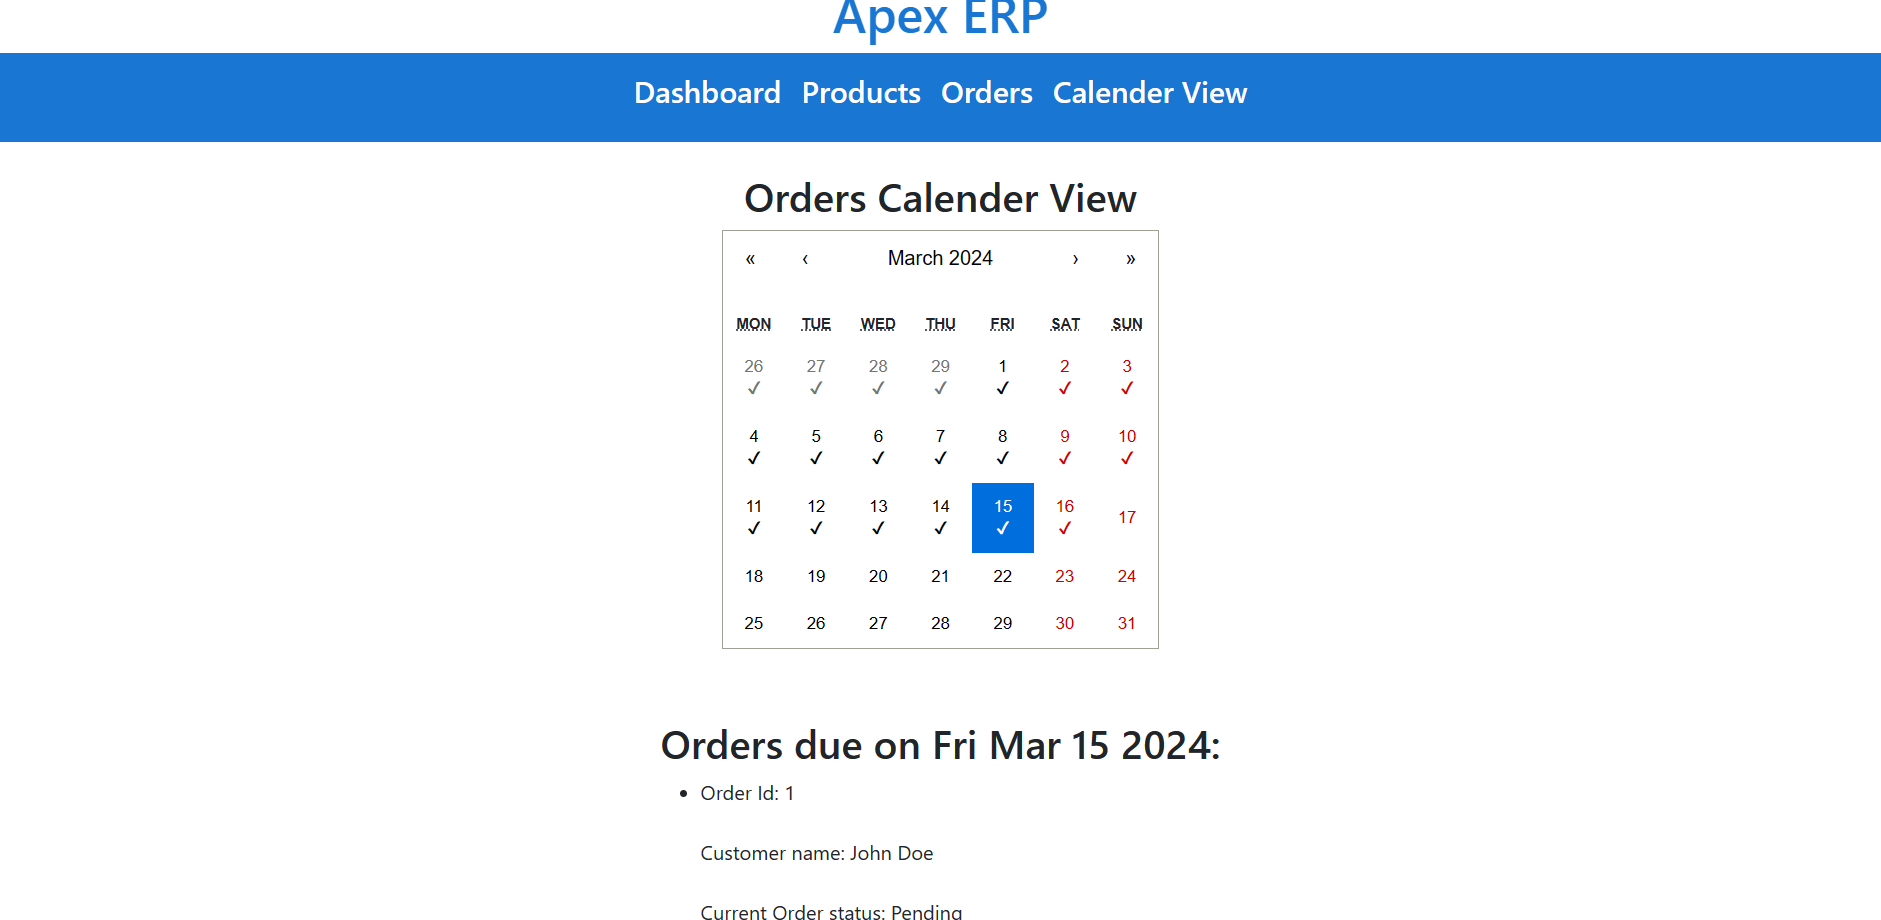 Apex ERP
Dashboard Products Orders Calender View
Orders Calender View
« ‹ March 2024 › »
MON TUE WED THU FRI SAT SUN
26 27 28 29 1 2 3
✓ ✓ ✓ ✓ ✓ ✓ ✓
4 5 6 7 8 9 10
✓ ✓ ✓ ✓ ✓ ✓ ✓
11 12 13 14 15 16 17
✓ ✓ ✓ ✓ ✓ ✓
18 19 20 21 22 23 24
25 26 27 28 29 30 31
Orders due on Fri Mar 15 2024:
• Order Id: 1
Customer name: John Doe
Current Order status: Pending